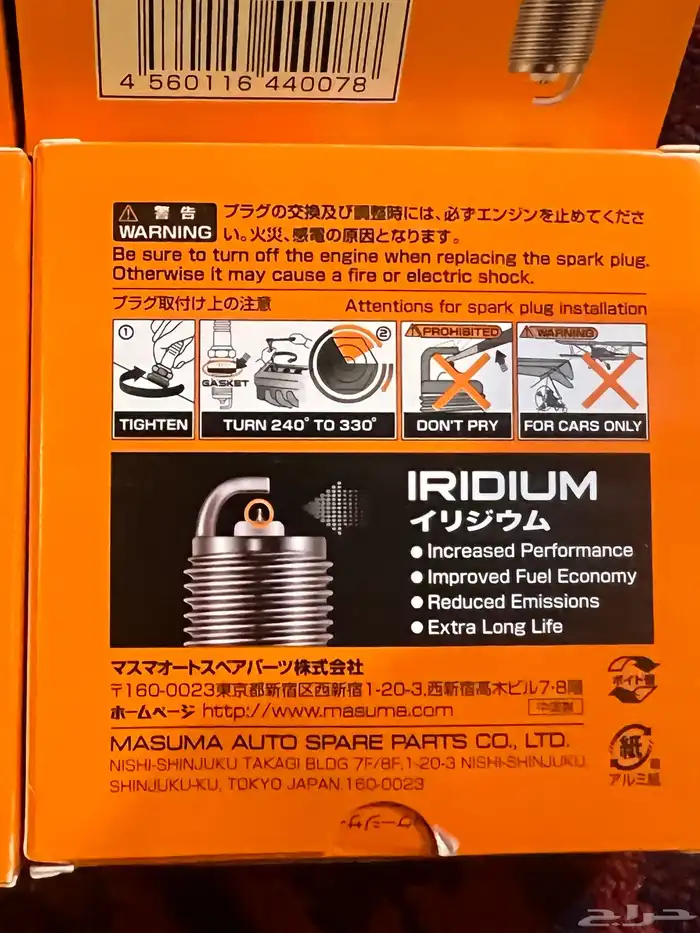 4 560116 440078
警告
WARNING
プラグの交換及び調整時には、必ずエンジンを止めてくださ
い。火災、感電の原因となります。
Be sure to turn off the engine when replacing the spark plug.
Otherwise it may cause a fire or electric shock.
プラグ取付け上の注意
Attentions for spark plug installation
①
GASKET
②
PROHIBITED
WARNING
TIGHTEN
TURN 240° TO 330°
DON'T PRY
FOR CARS ONLY
IRIDIUM
イリジウム
● Increased Performance
● Improved Fuel Economy
● Reduced Emissions
● Extra Long Life
マスマオートスペアパーツ株式会社
〒160-0023東京都新宿区西新宿1-20-3,西新宿高木ビル7・8階
ホームページ http://www.masuma.com
中国製
MASUMA AUTO SPARE PARTS CO., LTD.
NISHI-SHINJUKU TAKAGI BLDG 7F/8F,1-20-3 NISHI-SHINJUKU,
SHINJUKU-KU, TOKYO JAPAN.160-0023
紙
アルミ紙
حراج